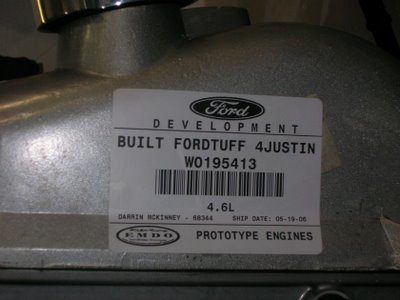 Ford
DEVELOPMENT
BUILT FORDTUFF 4JUSTIN
W0195413
4.6L
DARRIN MCKINNEY - 68344 SHIP DATE: 05-19-06
EMDO PROTOTYPE ENGINES